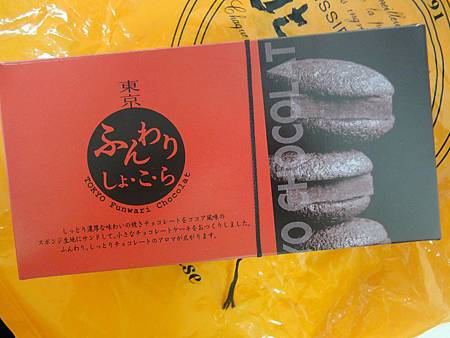 東京
ふんわり
しょ・こ・ら
TOKYO Funwari Chocolat
しっとり濃厚な味わいの焼きチョコレートをココア風味の
スポンジ生地にサンドして、小さなチョコレートケーキをおつくりしました。
ふんわり、しっとりチョコレートのアロマが広がります。
YO CHOCOLAT